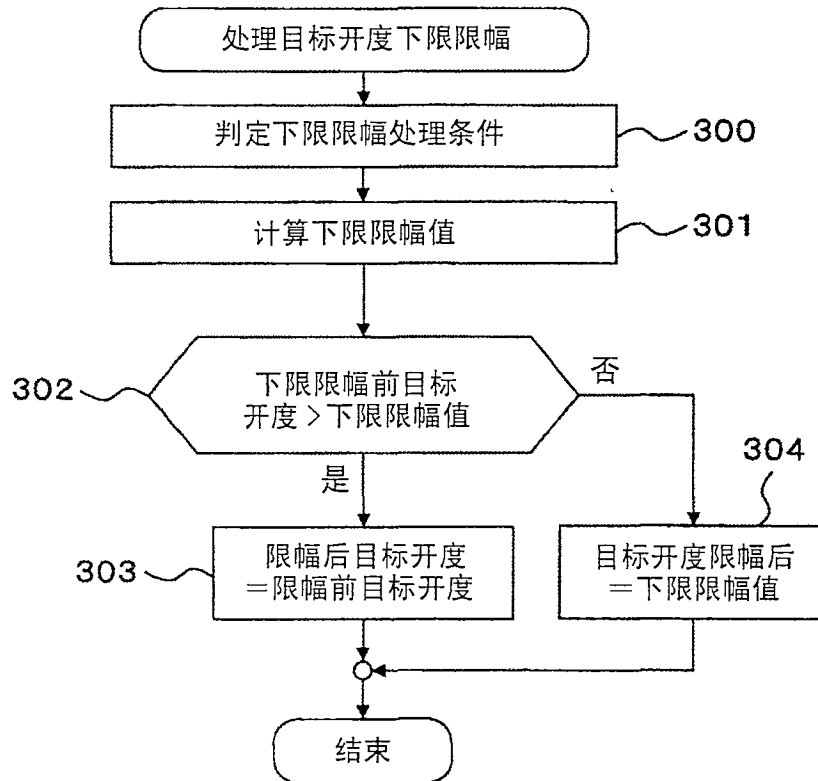 处理目标开度下限限幅
判定下限限幅处理条件
300
计算下限限幅值
301
302
下限限幅前目标
开度>下限限幅值
否
是
304
303
限幅后目标开度
=限幅前目标开度
目标开度限幅后
=下限限幅值
结束